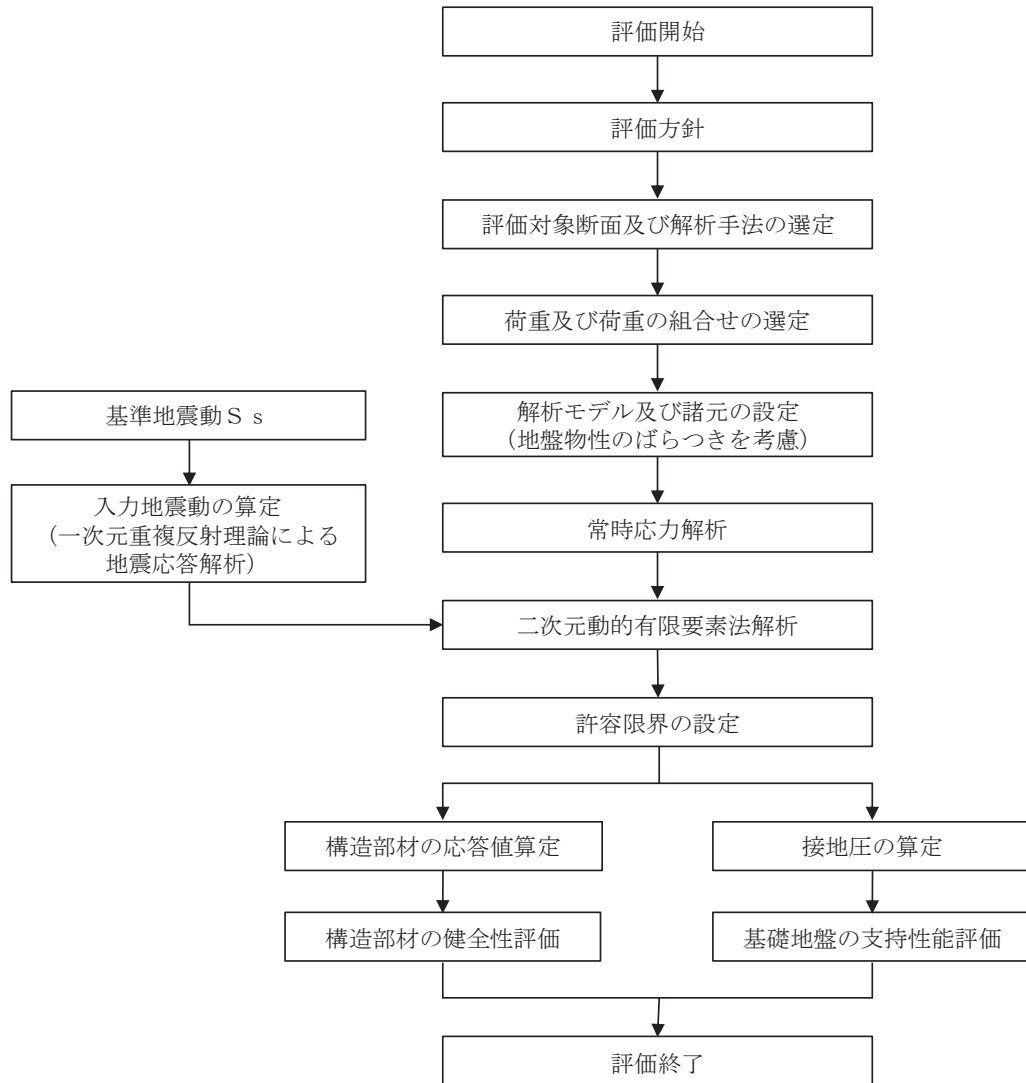 評価開始
評価方針
評価対象断面及び解析手法の選定
荷重及び荷重の組合せの選定
解析モデル及び諸元の設定
（地盤物性のばらつきを考慮）
基準地震動Ｓｓ
入力地震動の算定
（一次元重複反射理論による
地震応答解析）
常時応力解析
二次元動的有限要素法解析
許容限界の設定
構造部材の応答値算定
接地圧の算定
構造部材の健全性評価
基礎地盤の支持性能評価
評価終了